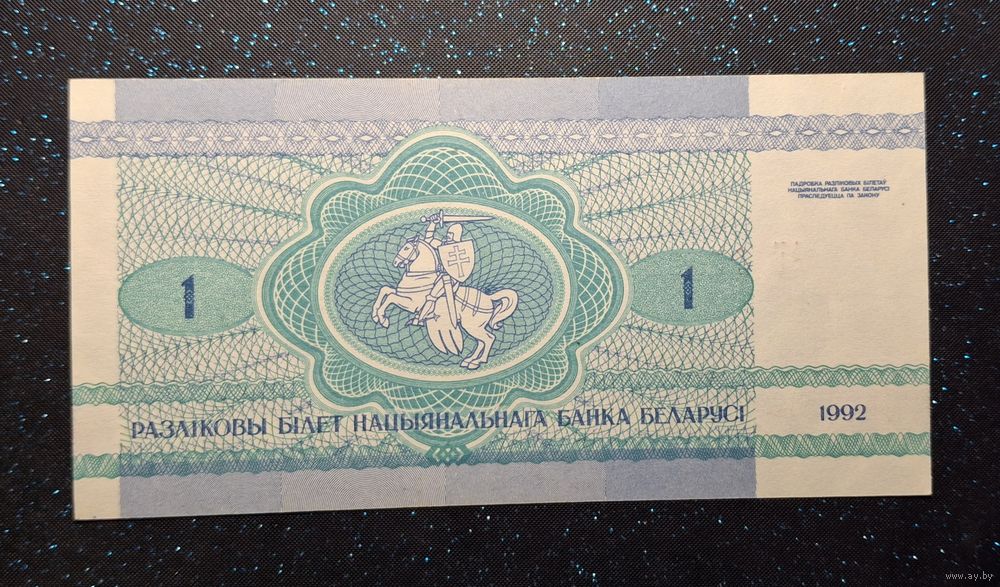 ПАДРОБКА РАЗЛІКОВЫХ БІЛЕТАЎ
НАЦЫЯНАЛЬНАГА БАНКА БЕЛАРУСІ
ПРАСЛЕДУЕЦЦА ПА ЗАКОНУ
1
1
РАЗЛІКОВЫ БІЛЕТ НАЦЫЯНАЛЬНАГА БАНКА БЕЛАРУСІ 1992
www.ay.by